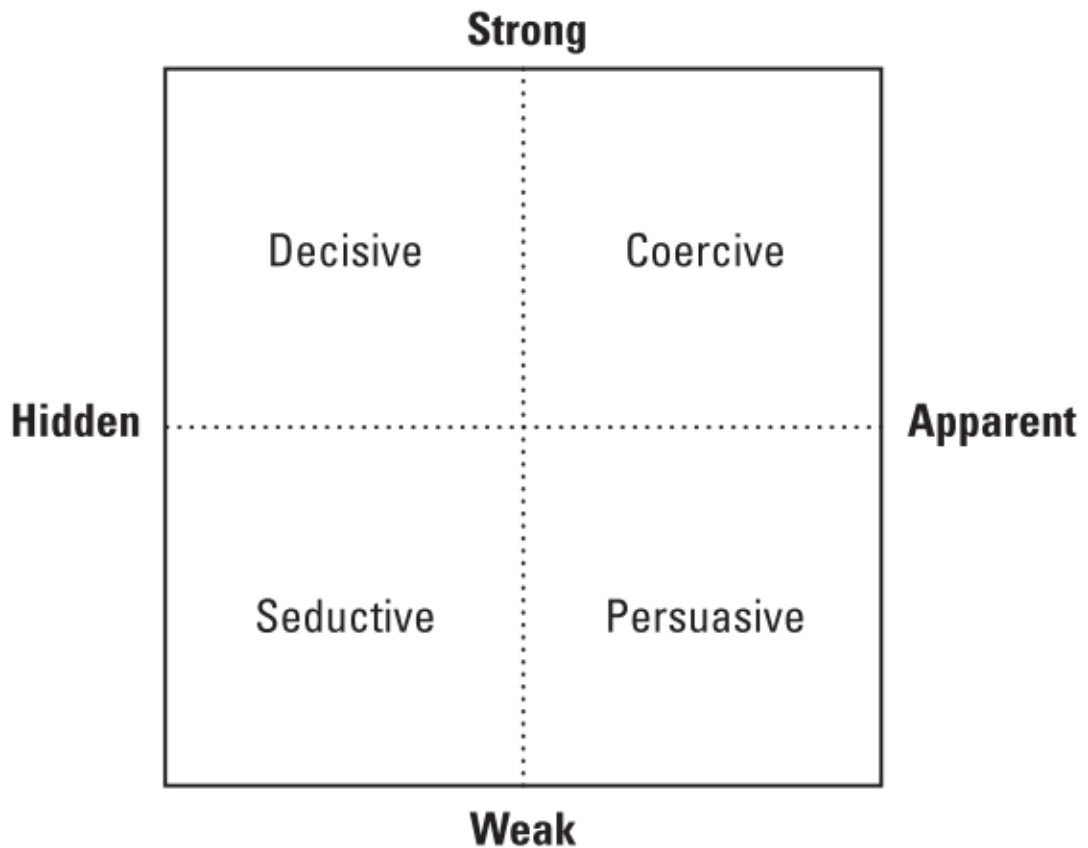 Strong
Decisive Coercive
Hidden Apparent
Seductive Persuasive
Weak